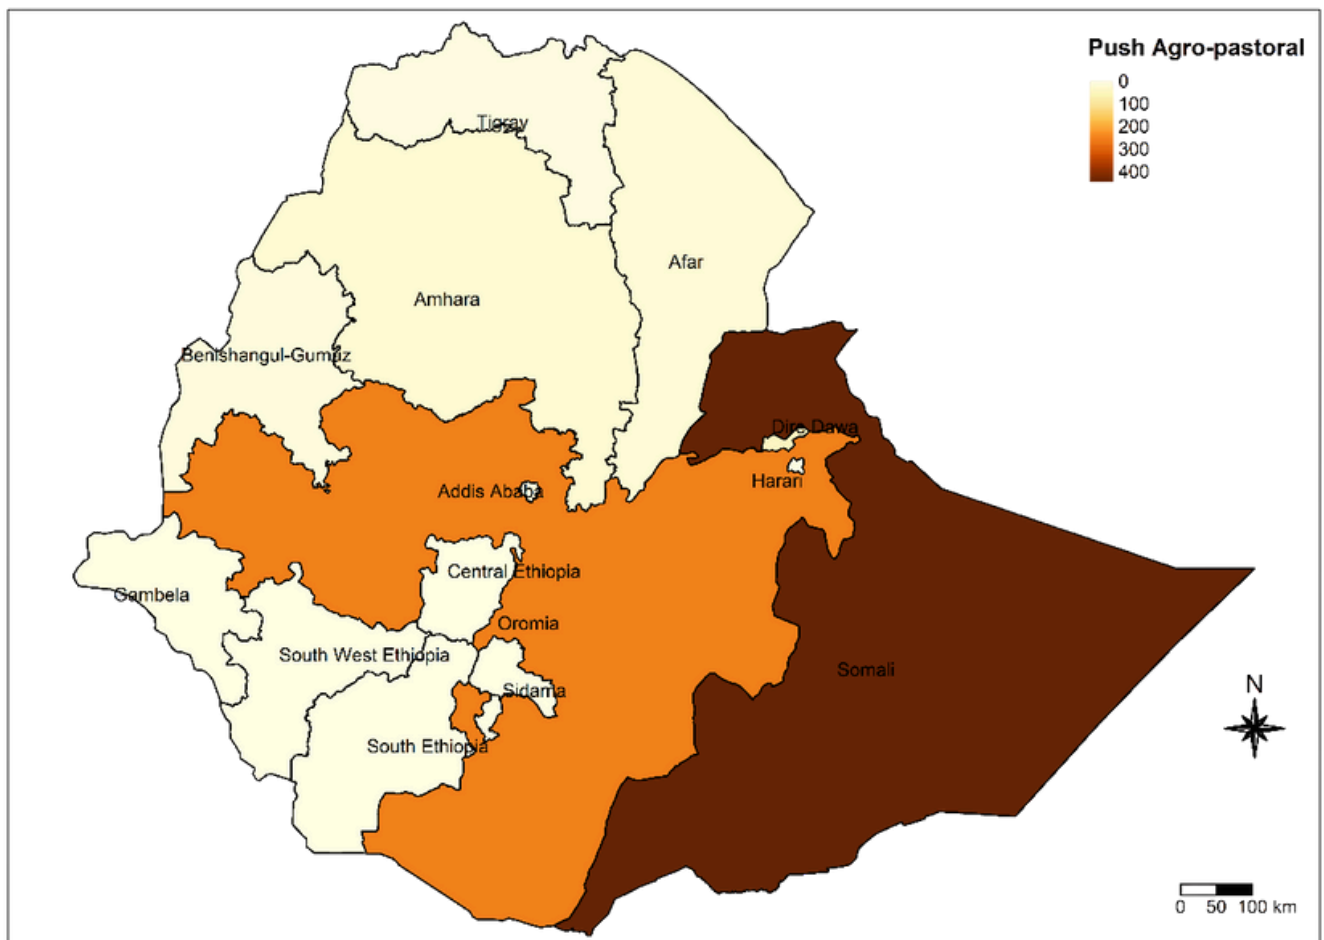 Push Agro-pastoral
0
100
200
300
400
Tigray
Afar
Amhara
Benishangul-Gumuz
Dire Dawa
Harari
Addis Ababa
Central Ethiopia
Gambela
Oromia
South West Ethiopia
Somali
Sidama
South Ethiopia
N
0 50 100 km